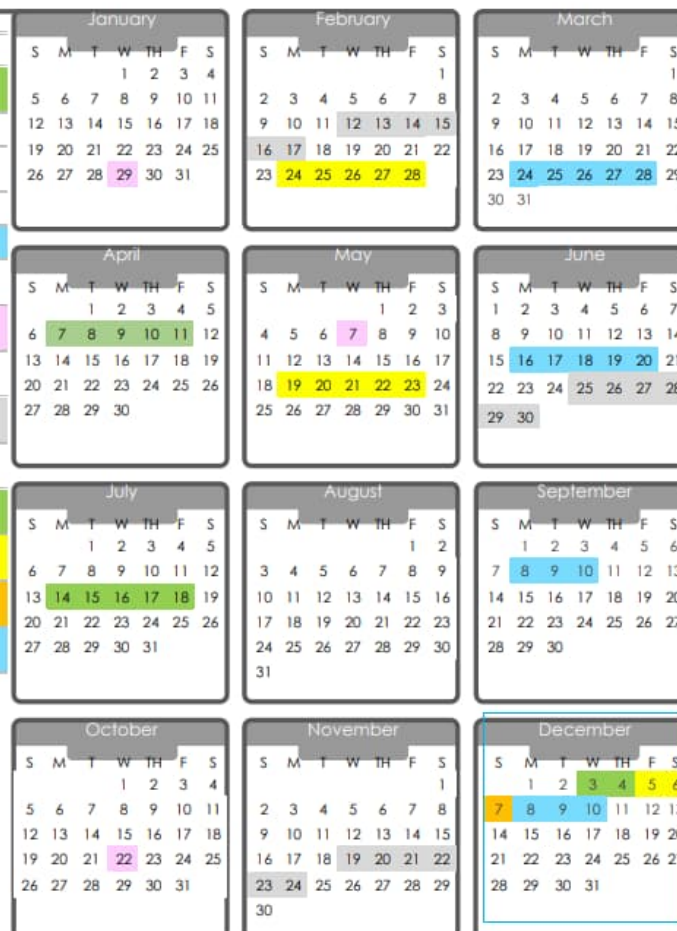 January
S M T W TH F S
1 2 3 4
5 6 7 8 9 10 11
12 13 14 15 16 17 18
19 20 21 22 23 24 25
26 27 28 29 30 31
February
S M T W TH F S
1
2 3 4 5 6 7 8
9 10 11 12 13 14 15
16 17 18 19 20 21 22
23 24 25 26 27 28
March
S M T W TH F S
1
2 3 4 5 6 7 8
9 10 11 12 13 14 15
16 17 18 19 20 21 22
23 24 25 26 27 28 29
30 31
April
S M T W TH F S
1 2 3 4 5
6 7 8 9 10 11 12
13 14 15 16 17 18 19
20 21 22 23 24 25 26
27 28 29 30
May
S M T W TH F S
1 2 3
4 5 6 7 8 9 10
11 12 13 14 15 16 17
18 19 20 21 22 23 24
25 26 27 28 29 30 31
June
S M T W TH F S
1 2 3 4 5 6 7
8 9 10 11 12 13 14
15 16 17 18 19 20 21
22 23 24 25 26 27 28
29 30
July
S M T W TH F S
1 2 3 4 5
6 7 8 9 10 11 12
13 14 15 16 17 18 19
20 21 22 23 24 25 26
27 28 29 30 31
August
S M T W TH F S
1 2
3 4 5 6 7 8 9
10 11 12 13 14 15 16
17 18 19 20 21 22 23
24 25 26 27 28 29 30
31
September
S M T W TH F S
1 2 3 4 5 6
7 8 9 10 11 12 13
14 15 16 17 18 19 20
21 22 23 24 25 26 27
28 29 30
October
S M T W TH F S
1 2 3 4
5 6 7 8 9 10 11
12 13 14 15 16 17 18
19 20 21 22 23 24 25
26 27 28 29 30 31
November
S M T W TH F S
1
2 3 4 5 6 7 8
9 10 11 12 13 14 15
16 17 18 19 20 21 22
23 24 25 26 27 28 29
30
December
S M T W TH F S
1 2 3 4 5 6
7 8 9 10 11 12
14 15 16 17 18 19
21 22 23 24 25 26
28 29 30 31